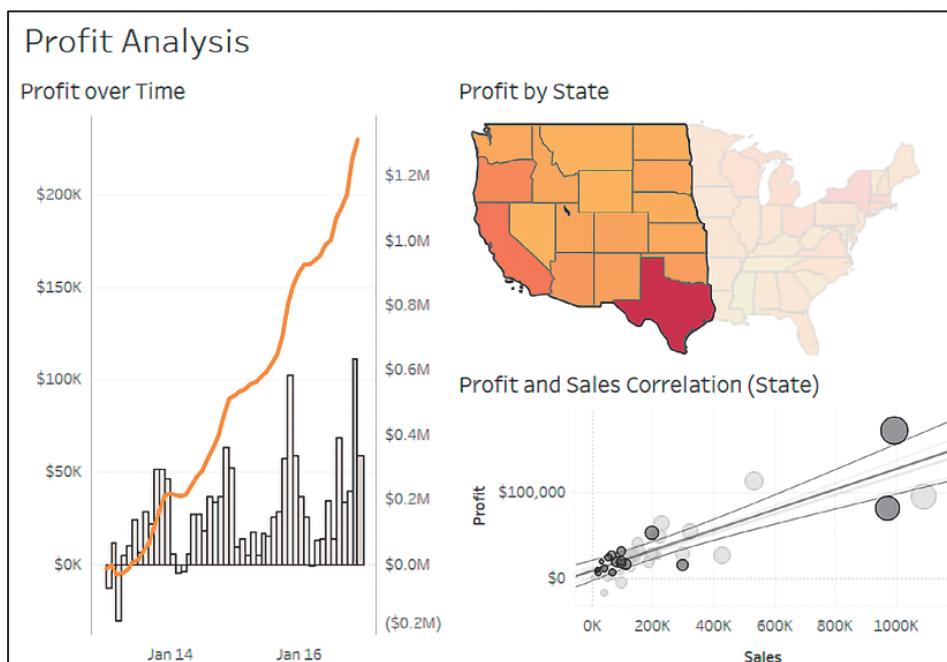 Profit Analysis
Profit over Time
$200K
$150K
$100K
$50K
$0K
$1.2M
$1.0M
$0.8M
$0.6M
$0.4M
$0.2M
$0.0M
($0.2M)
Jan 14
Jan 16
Profit by State
Profit and Sales Correlation (State)
Profit
$100,000
$0
0K
200K
400K
600K
800K
1000K
Sales